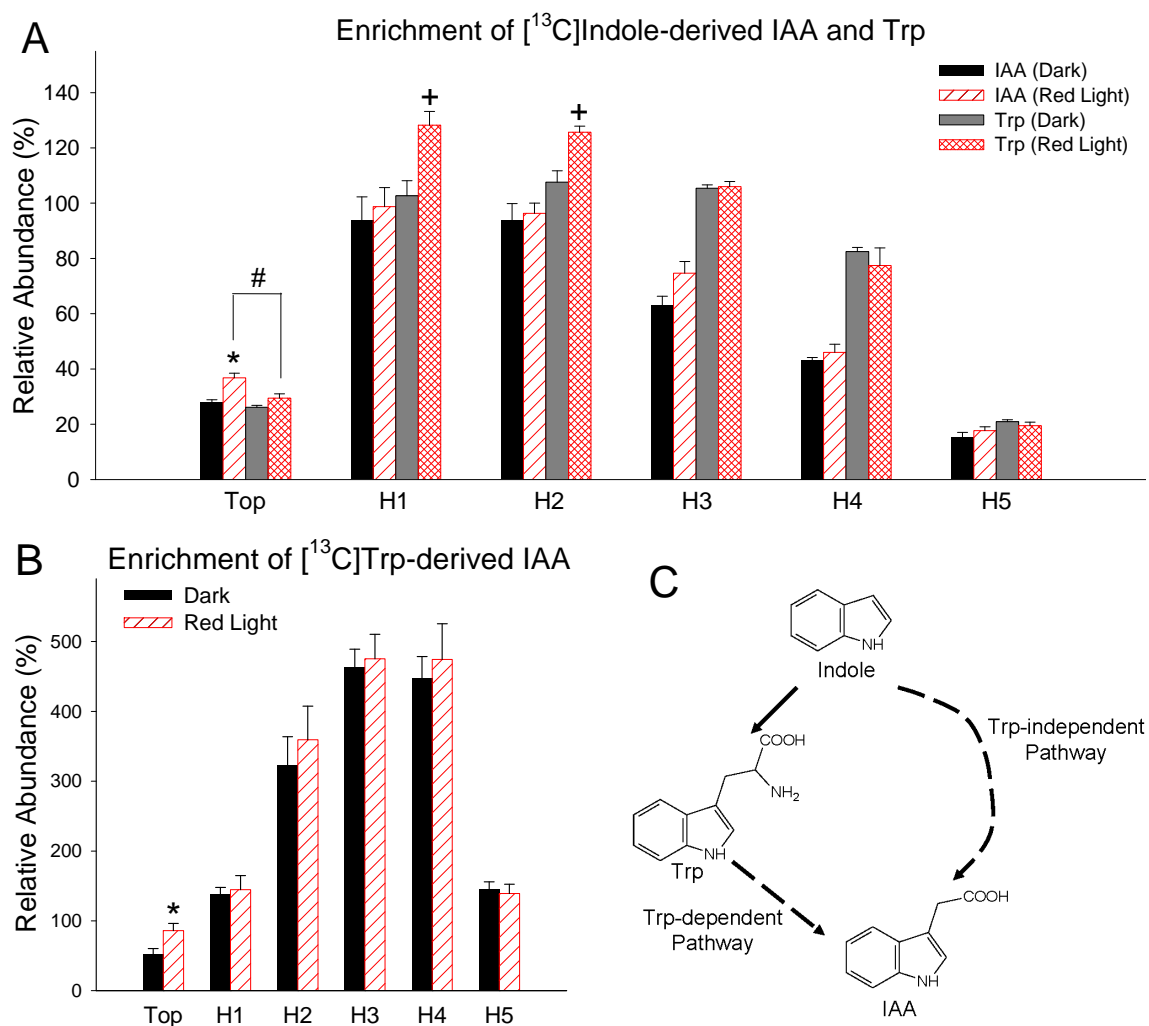 A
Enrichment of [¹³C]Indole-derived IAA and Trp
IAA (Dark)
IAA (Red Light)
Trp (Dark)
Trp (Red Light)
Relative Abundance (%)
140
120
100
80
60
40
20
0
#
*
+
+
Top H1 H2 H3 H4 H5
B
Enrichment of [¹³C]Trp-derived IAA
Dark
Red Light
Relative Abundance (%)
500
400
300
200
100
0
*
Top H1 H2 H3 H4 H5
C
NH
Indole
Trp-independent
Pathway
COOH
NH₂
NH
Trp
Trp-dependent
Pathway
COOH
NH
IAA